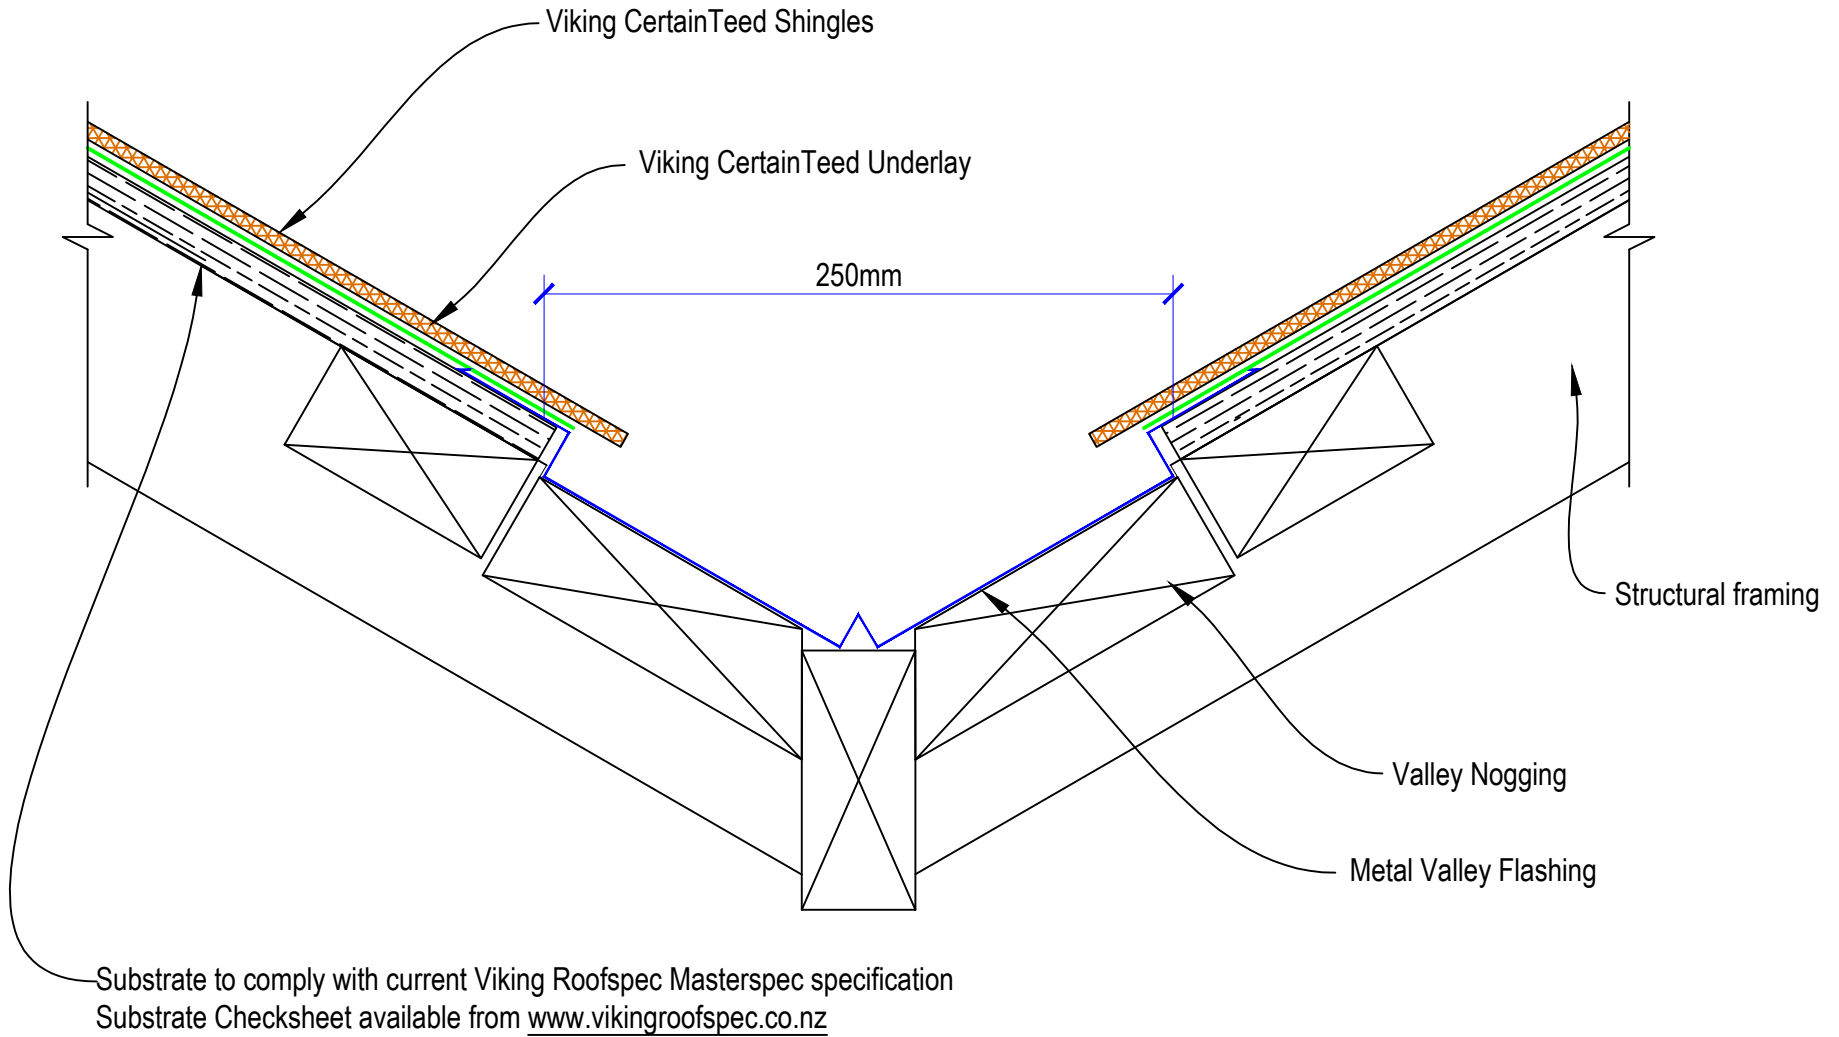 Viking CertainTeed Shingles
Viking CertainTeed Underlay
250mm
Structural framing
Valley Nogging
Metal Valley Flashing
Substrate to comply with current Viking Roofspec Masterspec specification
Substrate Checksheet available from www.vikingroofspec.co.nz